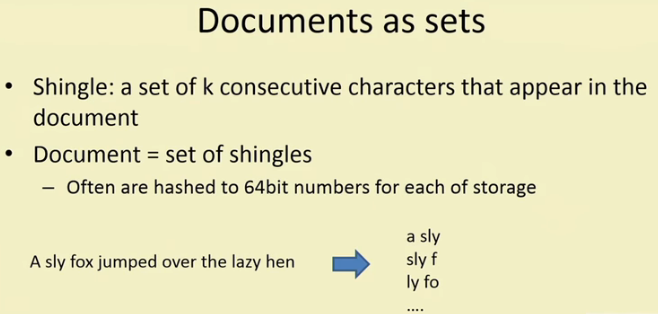 Documents as sets
• Shingle: a set of k consecutive characters that appear in the
document
• Document = set of shingles
– Often are hashed to 64bit numbers for each of storage
A sly fox jumped over the lazy hen
a sly
sly f
ly fo
....